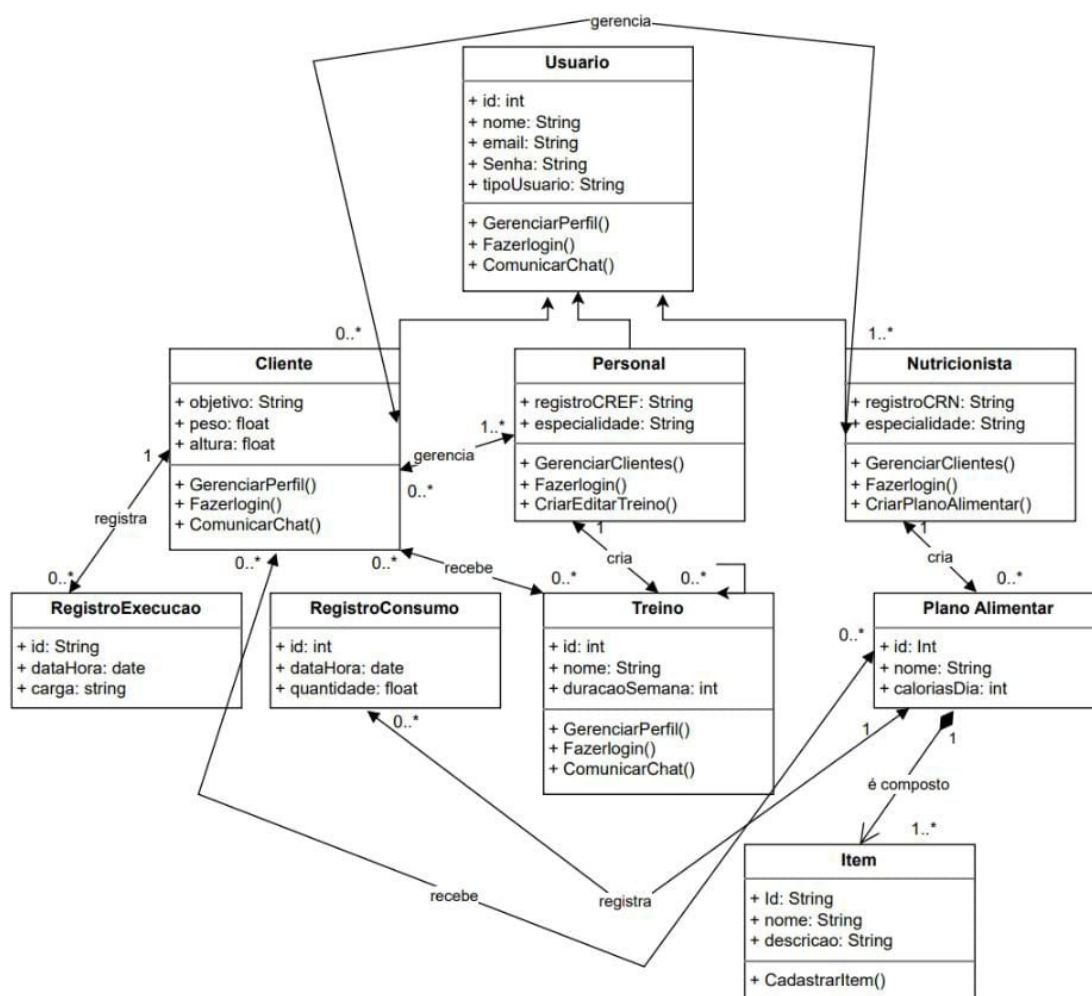 gerencia
Usuario
+ id: int
+ nome: String
+ email: String
+ Senha: String
+ tipoUsuario: String
+ GerenciarPerfil()
+ Fazerlogin()
+ ComunicarChat()
0..*
1..*
Cliente
+ objetivo: String
+ peso: float
+ altura: float
+ GerenciarPerfil()
+ Fazerlogin()
+ ComunicarChat()
Personal
+ registroCREF: String
+ especialidade: String
+ GerenciarClientes()
+ Fazerlogin()
+ CriarEditarTreino()
Nutricionista
+ registroCRN: String
+ especialidade: String
+ GerenciarClientes()
+ Fazerlogin()
+ CriarPlanoAlimentar()
1..*
gerencia
0..*
1
registra
0..*
0..*
0..*
recebe
0..*
1
cria
0..*
1
cria
0..*
RegistroExecucao
+ id: String
+ dataHora: date
+ carga: string
RegistroConsumo
+ id: int
+ dataHora: date
+ quantidade: float
Treino
+ id: int
+ nome: String
+ duracaoSemana: int
+ GerenciarPerfil()
+ Fazerlogin()
+ ComunicarChat()
Plano Alimentar
+ id: Int
+ nome: String
+ caloriasDia: int
0..*
0..*
1
1
é composto
1..*
recebe
registra
Item
+ Id: String
+ nome: String
+ descricao: String
+ CadastrarItem()